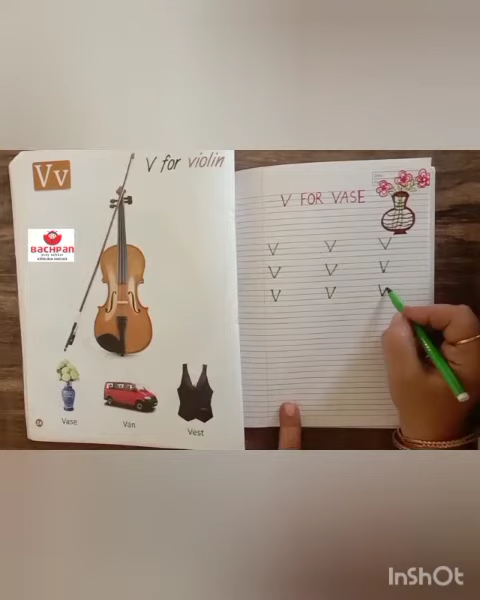 Vv
V for violin
BACHPAN
Vase
Van
Vest
V FOR VASE
V V V
V V V
V V V
InShOt